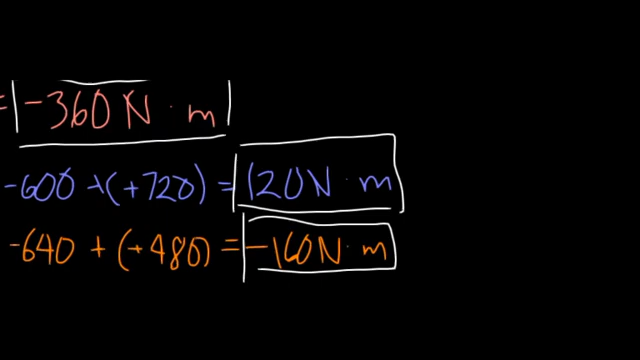 = -360 N · m
-600 + (+720) = 120 N · m
-640 + (+480) = -160 N · m